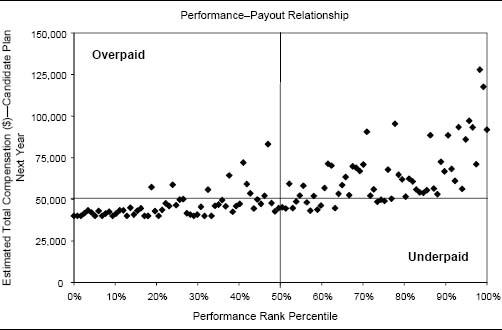 Performance–Payout Relationship
Estimated Total Compensation ($)—Candidate Plan
Next Year
150,000
125,000
100,000
75,000
50,000
25,000
0
Overpaid
Underpaid
0% 10% 20% 30% 40% 50% 60% 70% 80% 90% 100%
Performance Rank Percentile